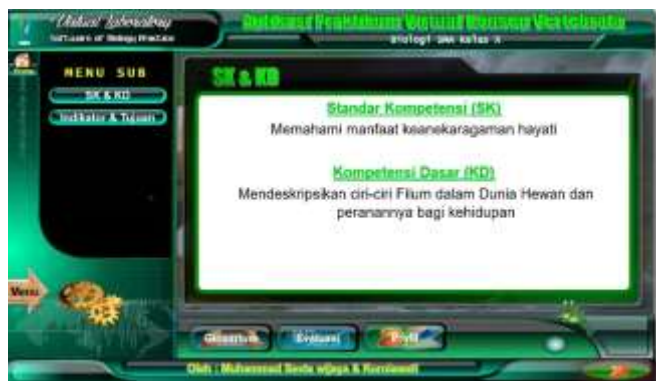 Virtual Laboratory
Software of Biology Practice
Biologi SMA Kelas X
MENU SUB
SK & KD
Indikator & Tujuan
SK & KD
Standar Kompetensi (SK)
Memahami manfaat keanekaragaman hayati
Kompetensi Dasar (KD)
Mendeskripsikan ciri-ciri Filum dalam Dunia Hewan dan
peranannya bagi kehidupan
Menu
Glosarium
Evaluasi
Profil
Oleh : Muhammad